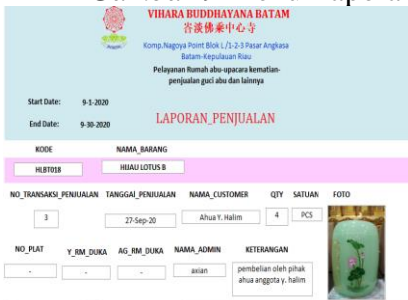 VIHARA BUDDHAYANA BATAM
峇淡佛乘中心寺
Komp.Nagoya Point Blok L /1-2-3 Pasar Angkasa
Batam-Kepulauan Riau
Pelayanan Rumah abu-upacara kematian-
penjualan guci abu dan lainnya
Start Date: 9-1-2020
End Date: 9-30-2020
LAPORAN_PENJUALAN
KODE NAMA_BARANG
HLBT018 HIJAU LOTUS B
NO_TRANSAKSI_PENJUALAN TANGGAL_PENJUALAN NAMA_CUSTOMER QTY SATUAN FOTO
3 27-Sep-20 Ahua Y. Halim 4 PCS
NO_PLAT Y_RM_DUKA AG_RM_DUKA NAMA_ADMIN KETERANGAN
- - - axian pembelian oleh pihak
ahua anggota y. halim